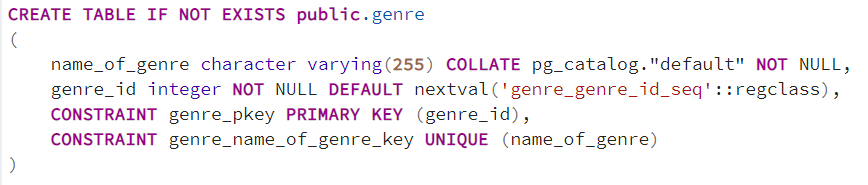 CREATE TABLE IF NOT EXISTS public.genre
(
    name_of_genre character varying(255) COLLATE pg_catalog."default" NOT NULL,
    genre_id integer NOT NULL DEFAULT nextval('genre_genre_id_seq'::regclass),
    CONSTRAINT genre_pkey PRIMARY KEY (genre_id),
    CONSTRAINT genre_name_of_genre_key UNIQUE (name_of_genre)
)